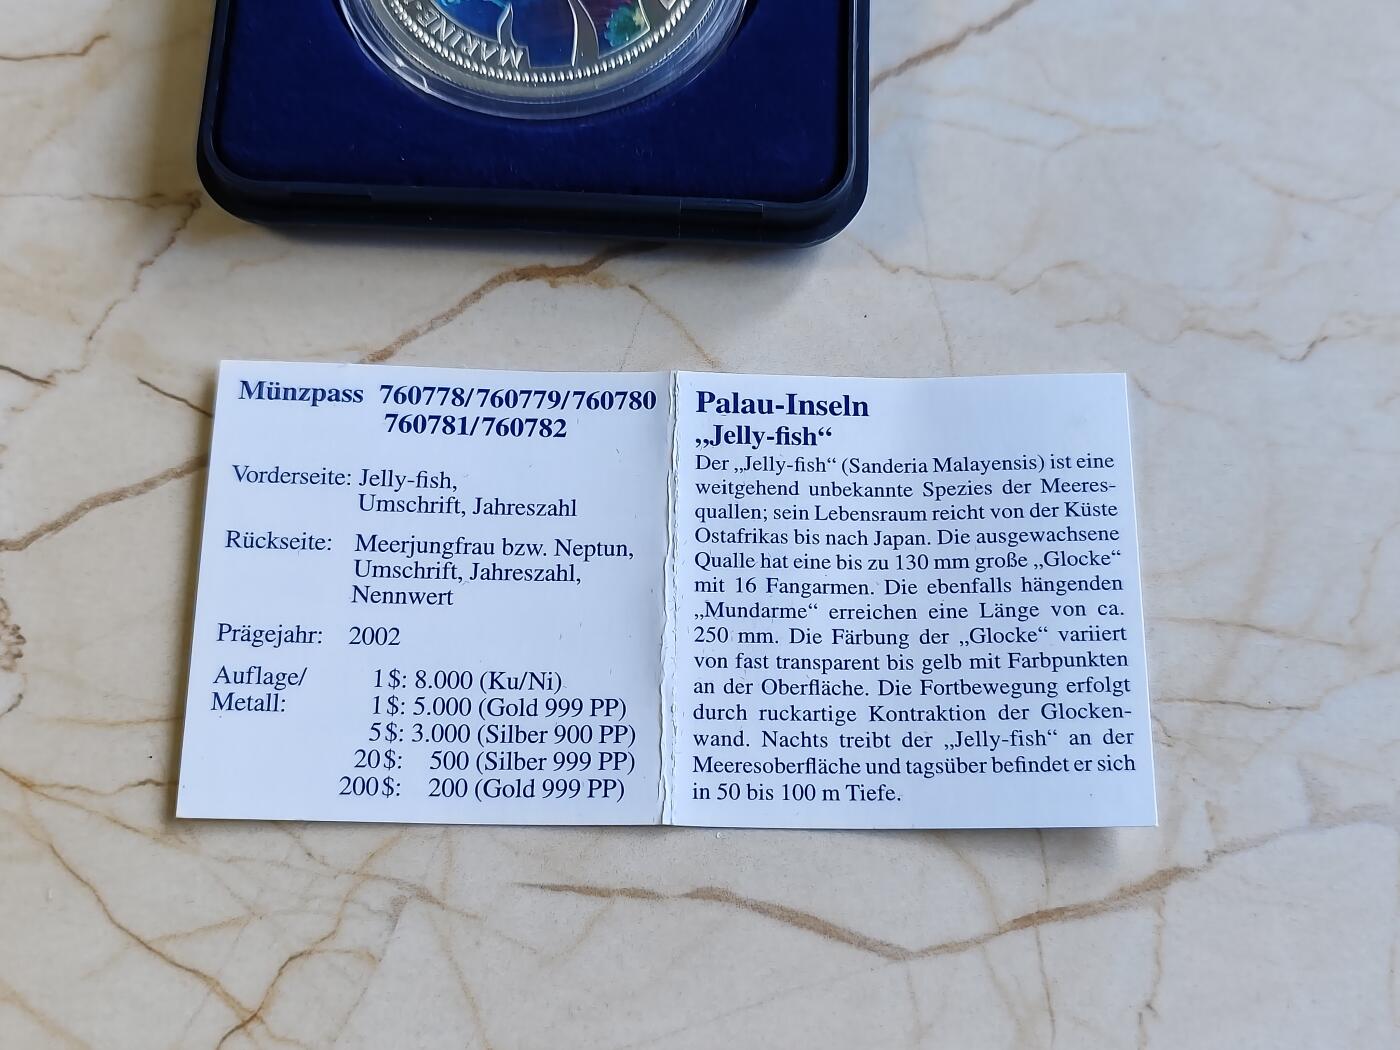 MARINE
Münzpass 760778/760779/760780
760781/760782
Vorderseite: Jelly-fish,
Umschrift, Jahreszahl
Rückseite: Meerjungfrau bzw. Neptun,
Umschrift, Jahreszahl,
Nennwert
Prägejahr: 2002
Auflage/ 1$: 8.000 (Ku/Ni)
Metall: 1$: 5.000 (Gold 999 PP)
5$: 3.000 (Silber 900 PP)
20$: 500 (Silber 999 PP)
200$: 200 (Gold 999 PP)
Palau-Inseln
„Jelly-fish“
Der „Jelly-fish“ (Sanderia Malayensis) ist eine
weitgehend unbekannte Spezies der Meeres-
quallen; sein Lebensraum reicht von der Küste
Ostafrikas bis nach Japan. Die ausgewachsene
Qualle hat eine bis zu 130 mm große „Glocke“
mit 16 Fangarmen. Die ebenfalls hängenden
„Mundarme“ erreichen eine Länge von ca.
250 mm. Die Färbung der „Glocke“ variiert
von fast transparent bis gelb mit Farbpunkten
an der Oberfläche. Die Fortbewegung erfolgt
durch ruckartige Kontraktion der Glocken-
wand. Nachts treibt der „Jelly-fish“ an der
Meeresoberfläche und tagsüber befindet er sich
in 50 bis 100 m Tiefe.